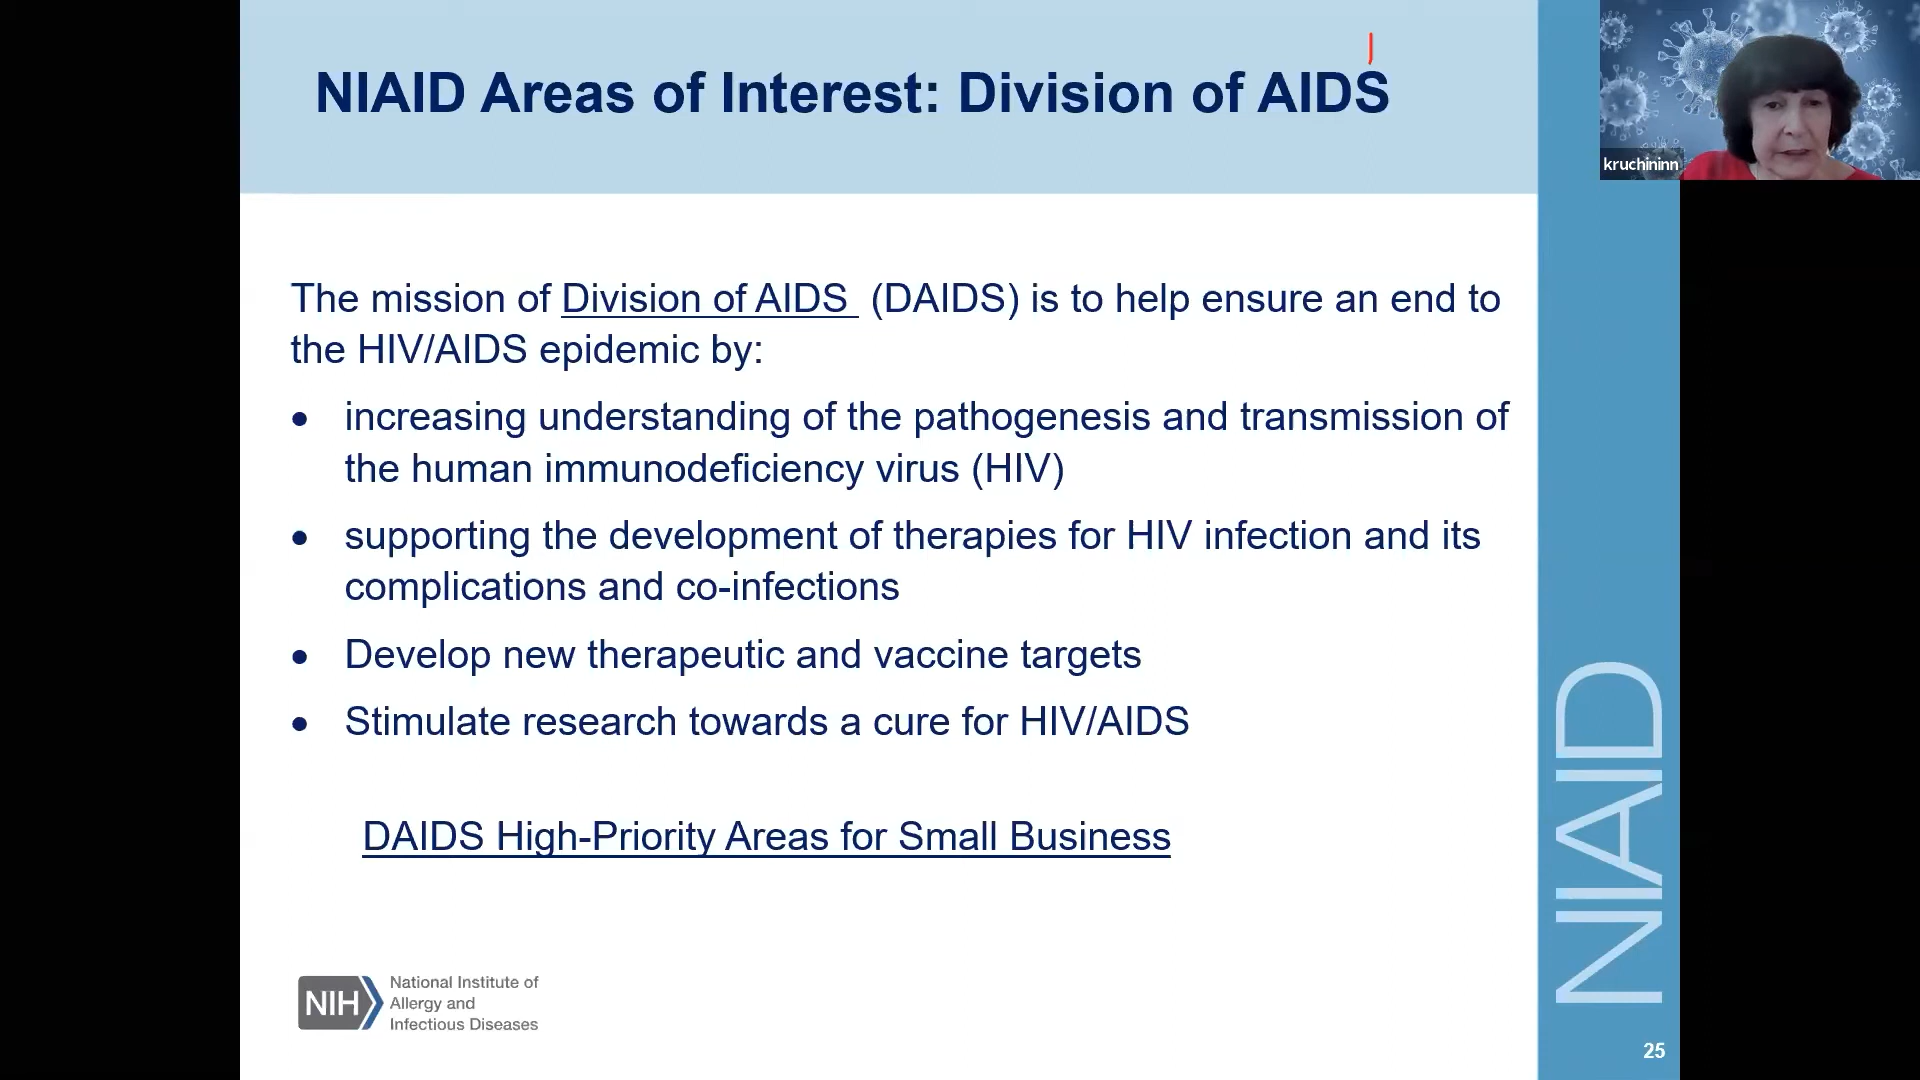 NIAID Areas of Interest: Division of AIDS
kruchininn
The mission of Division of AIDS (DAIDS) is to help ensure an end to
the HIV/AIDS epidemic by:
• increasing understanding of the pathogenesis and transmission of
the human immunodeficiency virus (HIV)
• supporting the development of therapies for HIV infection and its
complications and co-infections
• Develop new therapeutic and vaccine targets
• Stimulate research towards a cure for HIV/AIDS
DAIDS High-Priority Areas for Small Business
NIH
National Institute of
Allergy and
Infectious Diseases
NIAID
25